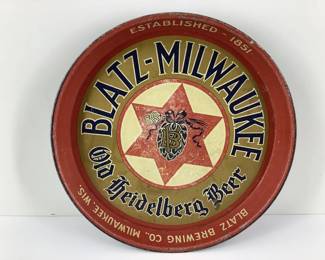 ESTABLISHED - 1851
BLATZ-MILWAUKEE
B
Old Heidelberg Beer
BLATZ BREWING CO., MILWAUKEE, WIS.